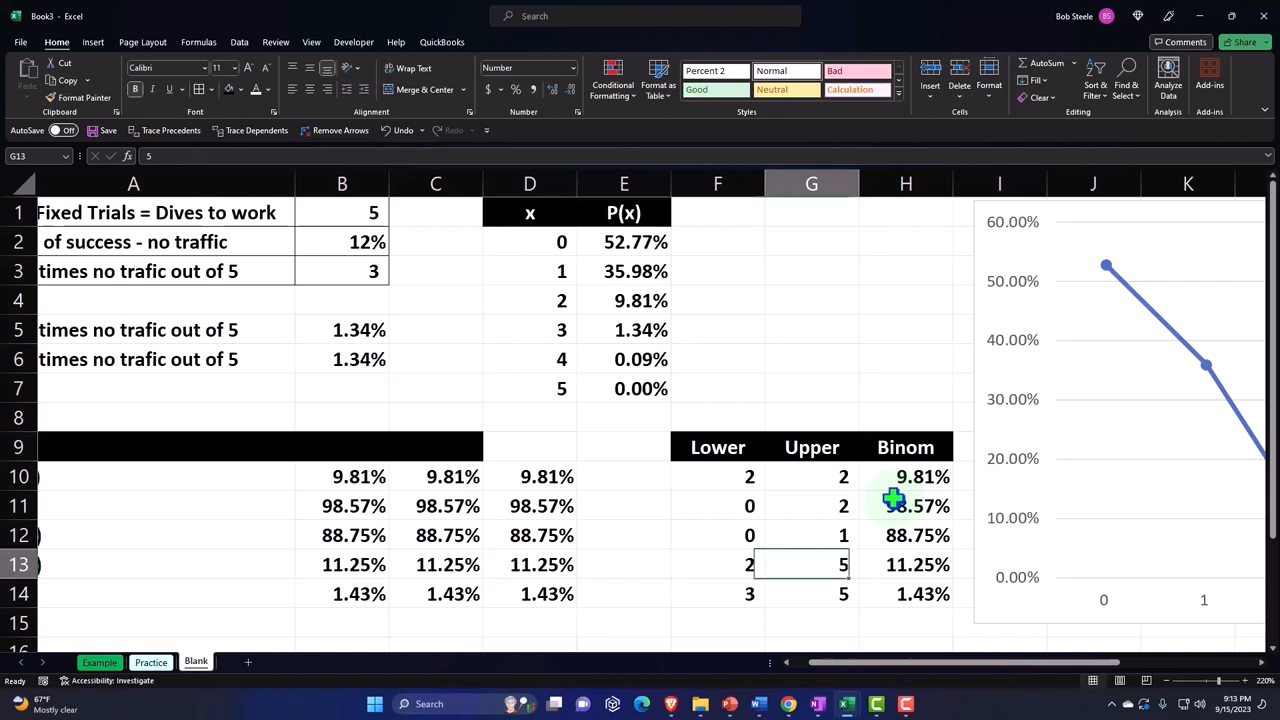 Book3 - Excel
Search
Bob Steele BS
File Home Insert Page Layout Formulas Data Review View Developer Help QuickBooks
Comments Share
Paste
Cut
Copy
Format Painter
Clipboard
Calibri 11
Font
Wrap Text
Merge & Center
Alignment
Number
Number
Conditional Formatting
Format as Table
Percent 2 Normal Bad
Good Neutral Calculation
Styles
Insert Delete Format
Cells
AutoSum
Fill
Clear
Sort & Filter
Find & Select
Editing
Analyze Data
Analysis
Add-ins
Add-ins
AutoSave Off Save Trace Precedents Trace Dependents Remove Arrows Undo Redo
G13 fx 5
A B C D E F G H I J K
1 Fixed Trials = Dives to work 5 x P(x)
2 of success - no traffic 12% 0 52.77%
3 times no trafic out of 5 3 1 35.98%
4 2 9.81%
5 times no trafic out of 5 1.34% 3 1.34%
6 times no trafic out of 5 1.34% 4 0.09%
7 5 0.00%
8
9 Lower Upper Binom
10 ) 9.81% 9.81% 9.81% 2 2 9.81%
11 98.57% 98.57% 98.57% 0 2 98.57%
12 ) 88.75% 88.75% 88.75% 0 1 88.75%
13 ) 11.25% 11.25% 11.25% 2 5 11.25%
14 1.43% 1.43% 1.43% 3 5 1.43%
15
16
60.00%
50.00%
40.00%
30.00%
20.00%
10.00%
0.00%
0 1
Example Practice Blank
Ready Accessibility: Investigate 220%
67°F
Mostly clear
Search
9:13 PM
9/15/2023